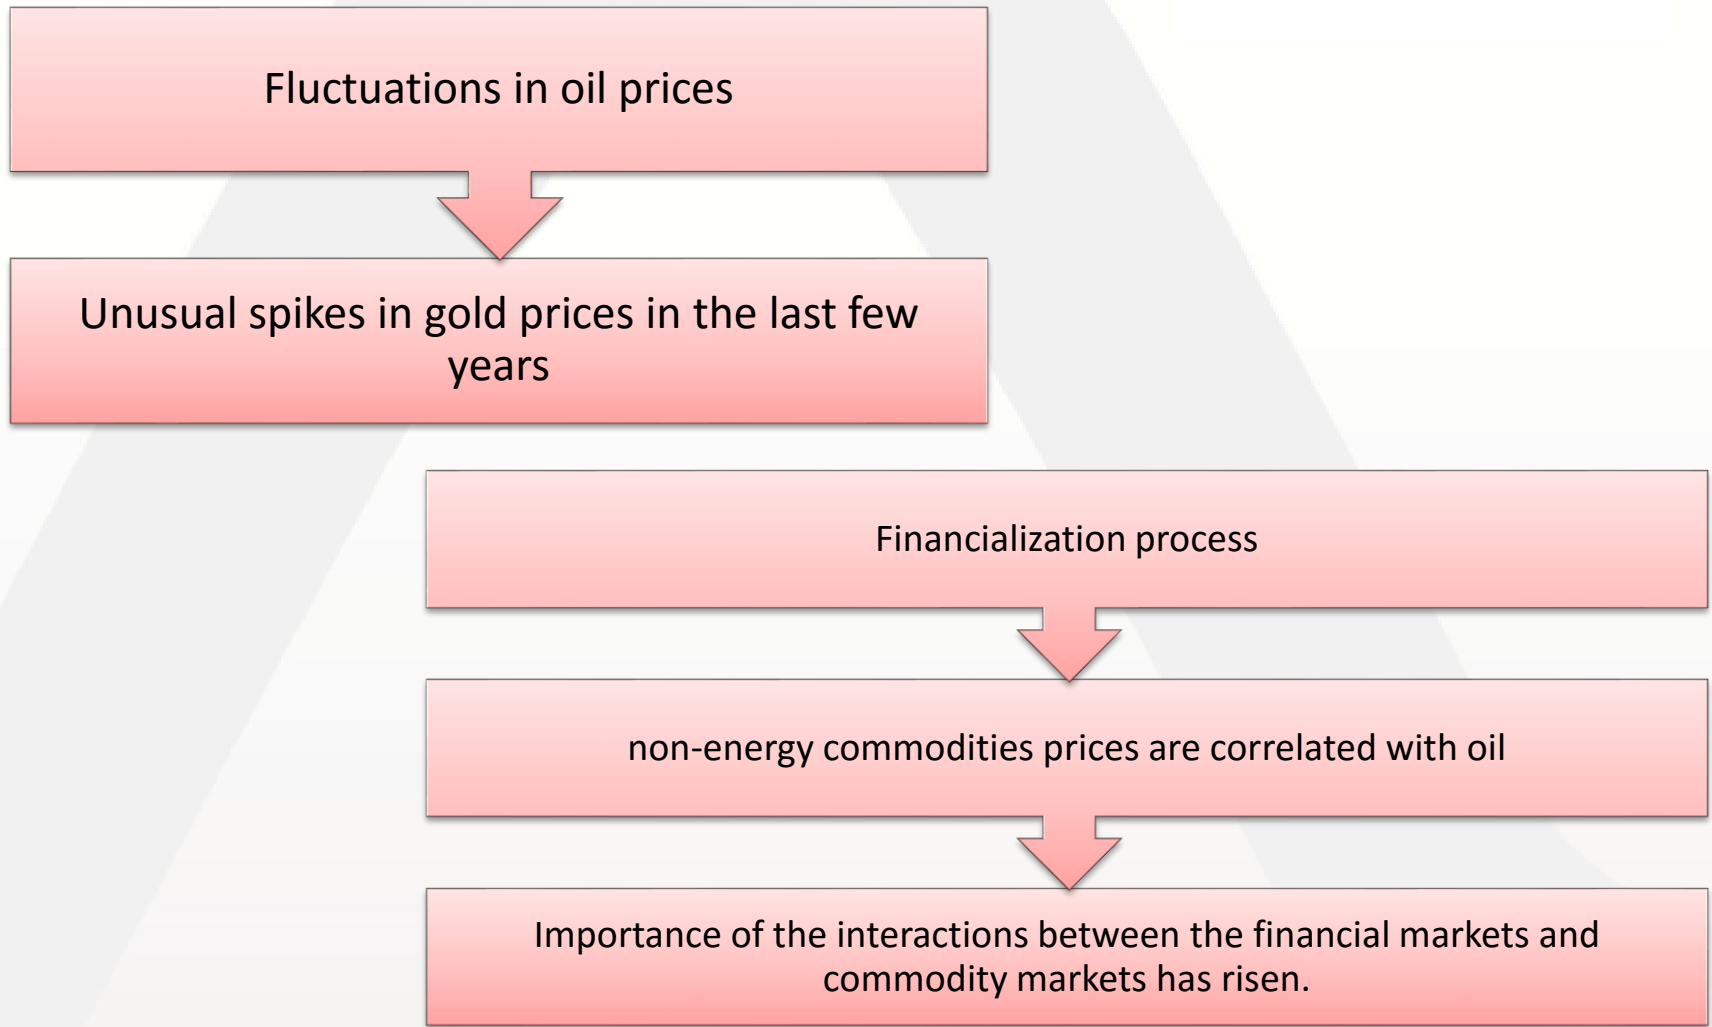 Fluctuations in oil prices
Unusual spikes in gold prices in the last few
years
Financialization process
non-energy commodities prices are correlated with oil
Importance of the interactions between the financial markets and
commodity markets has risen.